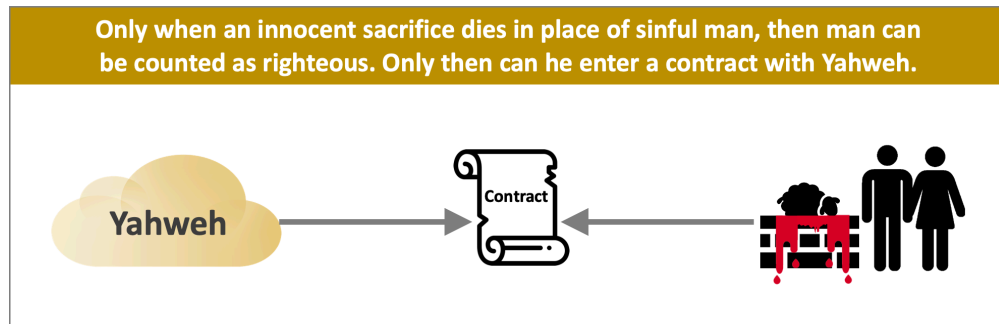 Only when an innocent sacrifice dies in place of sinful man, then man can
be counted as righteous. Only then can he enter a contract with Yahweh.
Yahweh
Contract